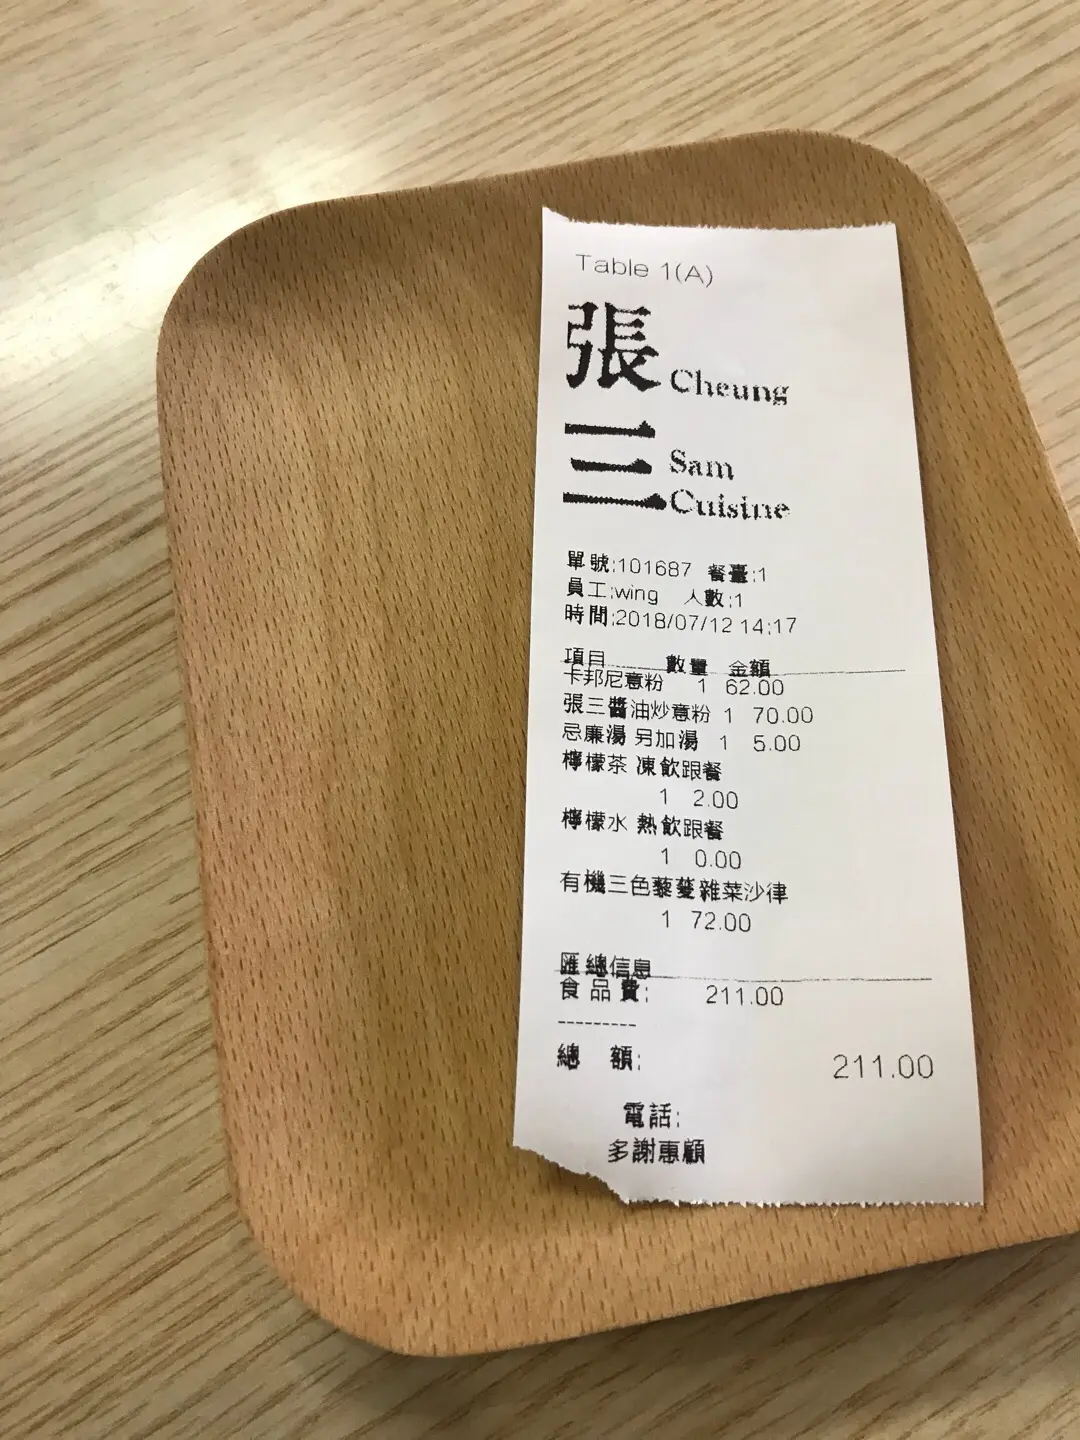 Table 1(A)
張 Cheung
三 Sam
Cuisine
單號:101687 餐臺:1
員工:wing 人數:1
時間:2018/07/12 14:17
項目 數量 金額
卡邦尼意粉 1 62.00
張三醬油炒意粉 1 70.00
忌廉湯 另加湯 1 5.00
檸檬茶 凍飲跟餐
1 2.00
檸檬水 熱飲跟餐
1 0.00
有機三色藜蔓雜菜沙律
1 72.00
匯總信息
食品費: 211.00
---------
總 額: 211.00
電話:
多謝惠顧